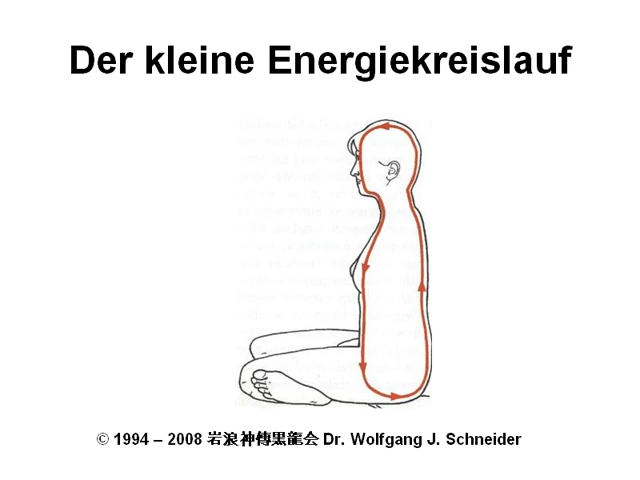 Der kleine Energiekreislauf
© 1994 – 2008 岩浪神傳黒龍会 Dr. Wolfgang J. Schneider